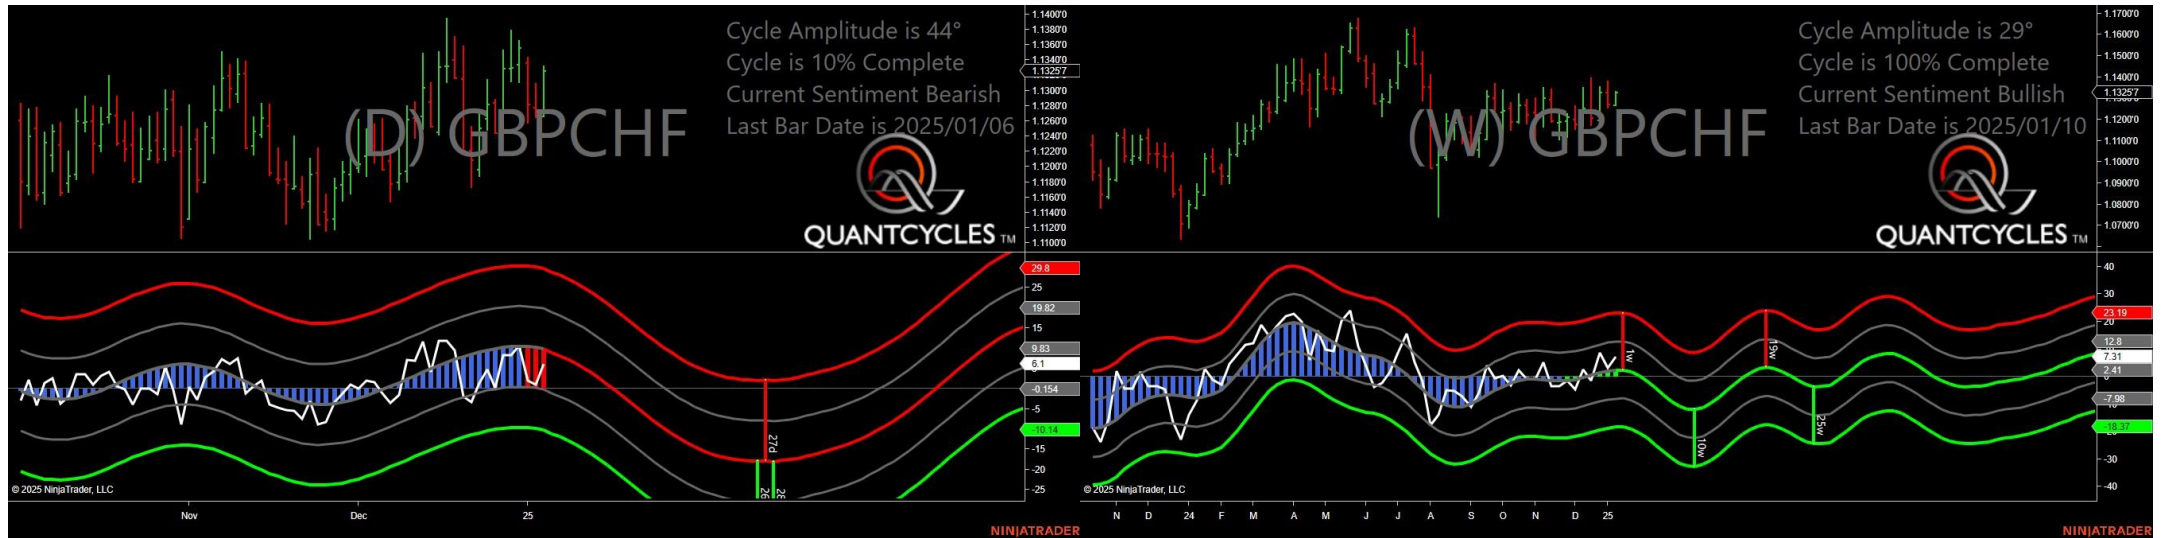 Cycle Amplitude is 44°
Cycle is 10% Complete
Current Sentiment Bearish
Last Bar Date is 2025/01/06
(D) GBPCHF
QUANTCYCLES TM
1.1400'0
1.1380'0
1.1360'0
1.1340'0
1.1325'7
1.1300'0
1.1280'0
1.1260'0
1.1240'0
1.1220'0
1.1200'0
1.1180'0
1.1160'0
1.1140'0
1.1120'0
1.1100'0
29.8
25
19.82
15
9.83
6.1
-0.154
-5
-10.14
-15
-20
-25
27d
26
© 2025 NinjaTrader, LLC
Nov
Dec
25
NINJATRADER
Cycle Amplitude is 29°
Cycle is 100% Complete
Current Sentiment Bullish
Last Bar Date is 2025/01/10
(W) GBPCHF
QUANTCYCLES TM
1.1700'0
1.1600'0
1.1500'0
1.1400'0
1.1325'7
1.1200'0
1.1100'0
1.1000'0
1.0900'0
1.0800'0
1.0700'0
40
30
23.19
20
12.8
7.31
2.41
-7.98
-18.37
-30
-40
1w
19w
10w
25w
© 2025 NinjaTrader, LLC
N D 24 F M A M J J A S O N D 25
NINJATRADER